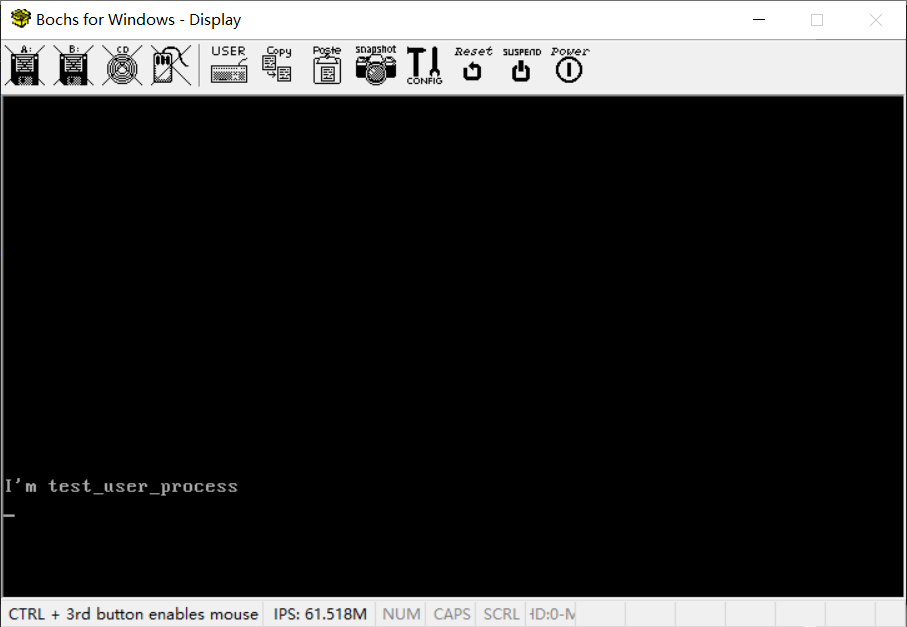 Bochs for Windows - Display
A: B: CD USER Copy Paste snapshot CONFIG Reset SUSPEND Power
I'm test_user_process
_
CTRL + 3rd button enables mouse IPS: 61.518M NUM CAPS SCRL HD:0-M